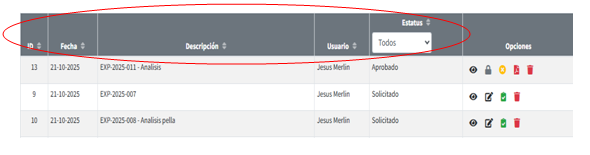 Estatus
Todos
ID Fecha Descripción Usuario Opciones
13 21-10-2025 EXP-2025-011 - Analisis Jesus Merlin Aprobado
9 21-10-2025 EXP-2025-007 Jesus Merlin Solicitado
10 21-10-2025 EXP-2025-008 - Analisis pella Jesus Merlin Solicitado